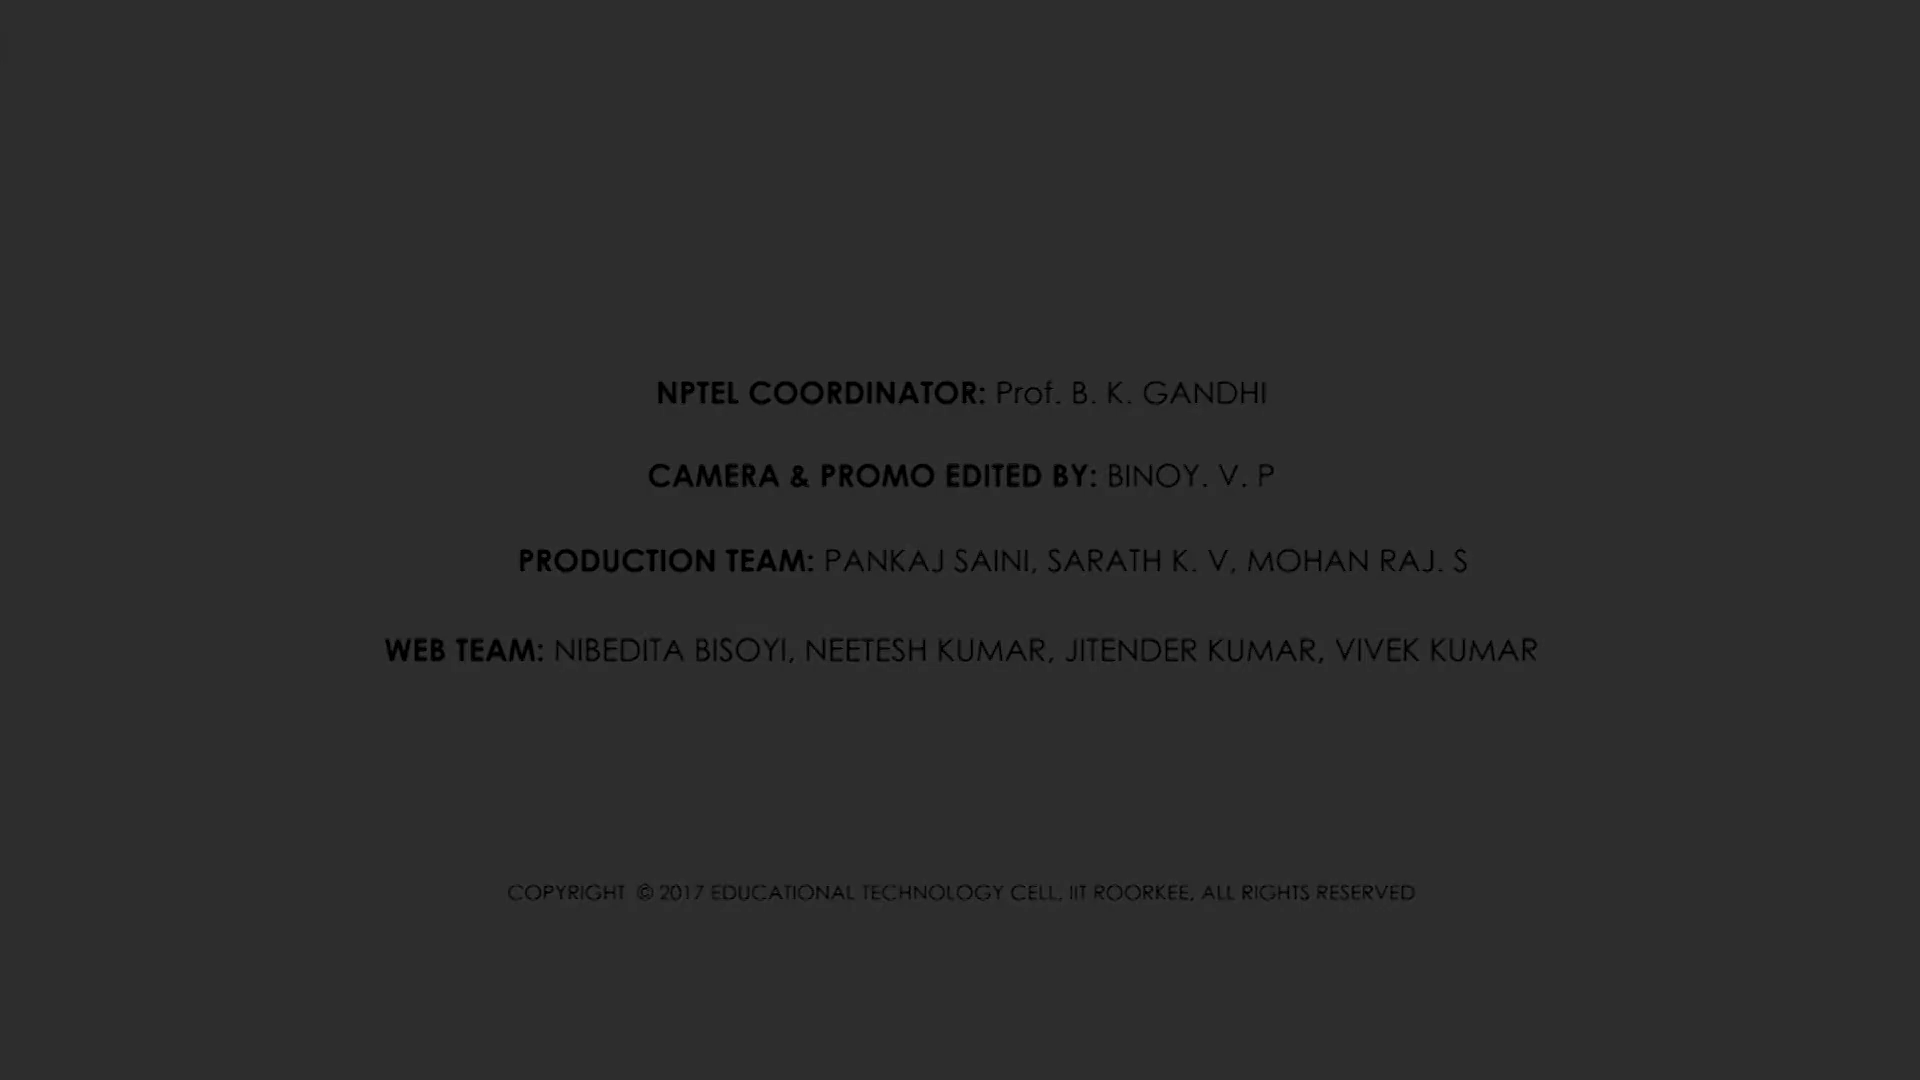 NPTEL COORDINATOR: Prof. B. K. GANDHI
CAMERA & PROMO EDITED BY: BINOY. V. P
PRODUCTION TEAM: PANKAJ SAINI, SARATH K. V, MOHAN RAJ. S
WEB TEAM: NIBEDITA BISOYI, NEETESH KUMAR, JITENDER KUMAR, VIVEK KUMAR
COPYRIGHT © 2017 EDUCATIONAL TECHNOLOGY CELL, IIT ROORKEE, ALL RIGHTS RESERVED